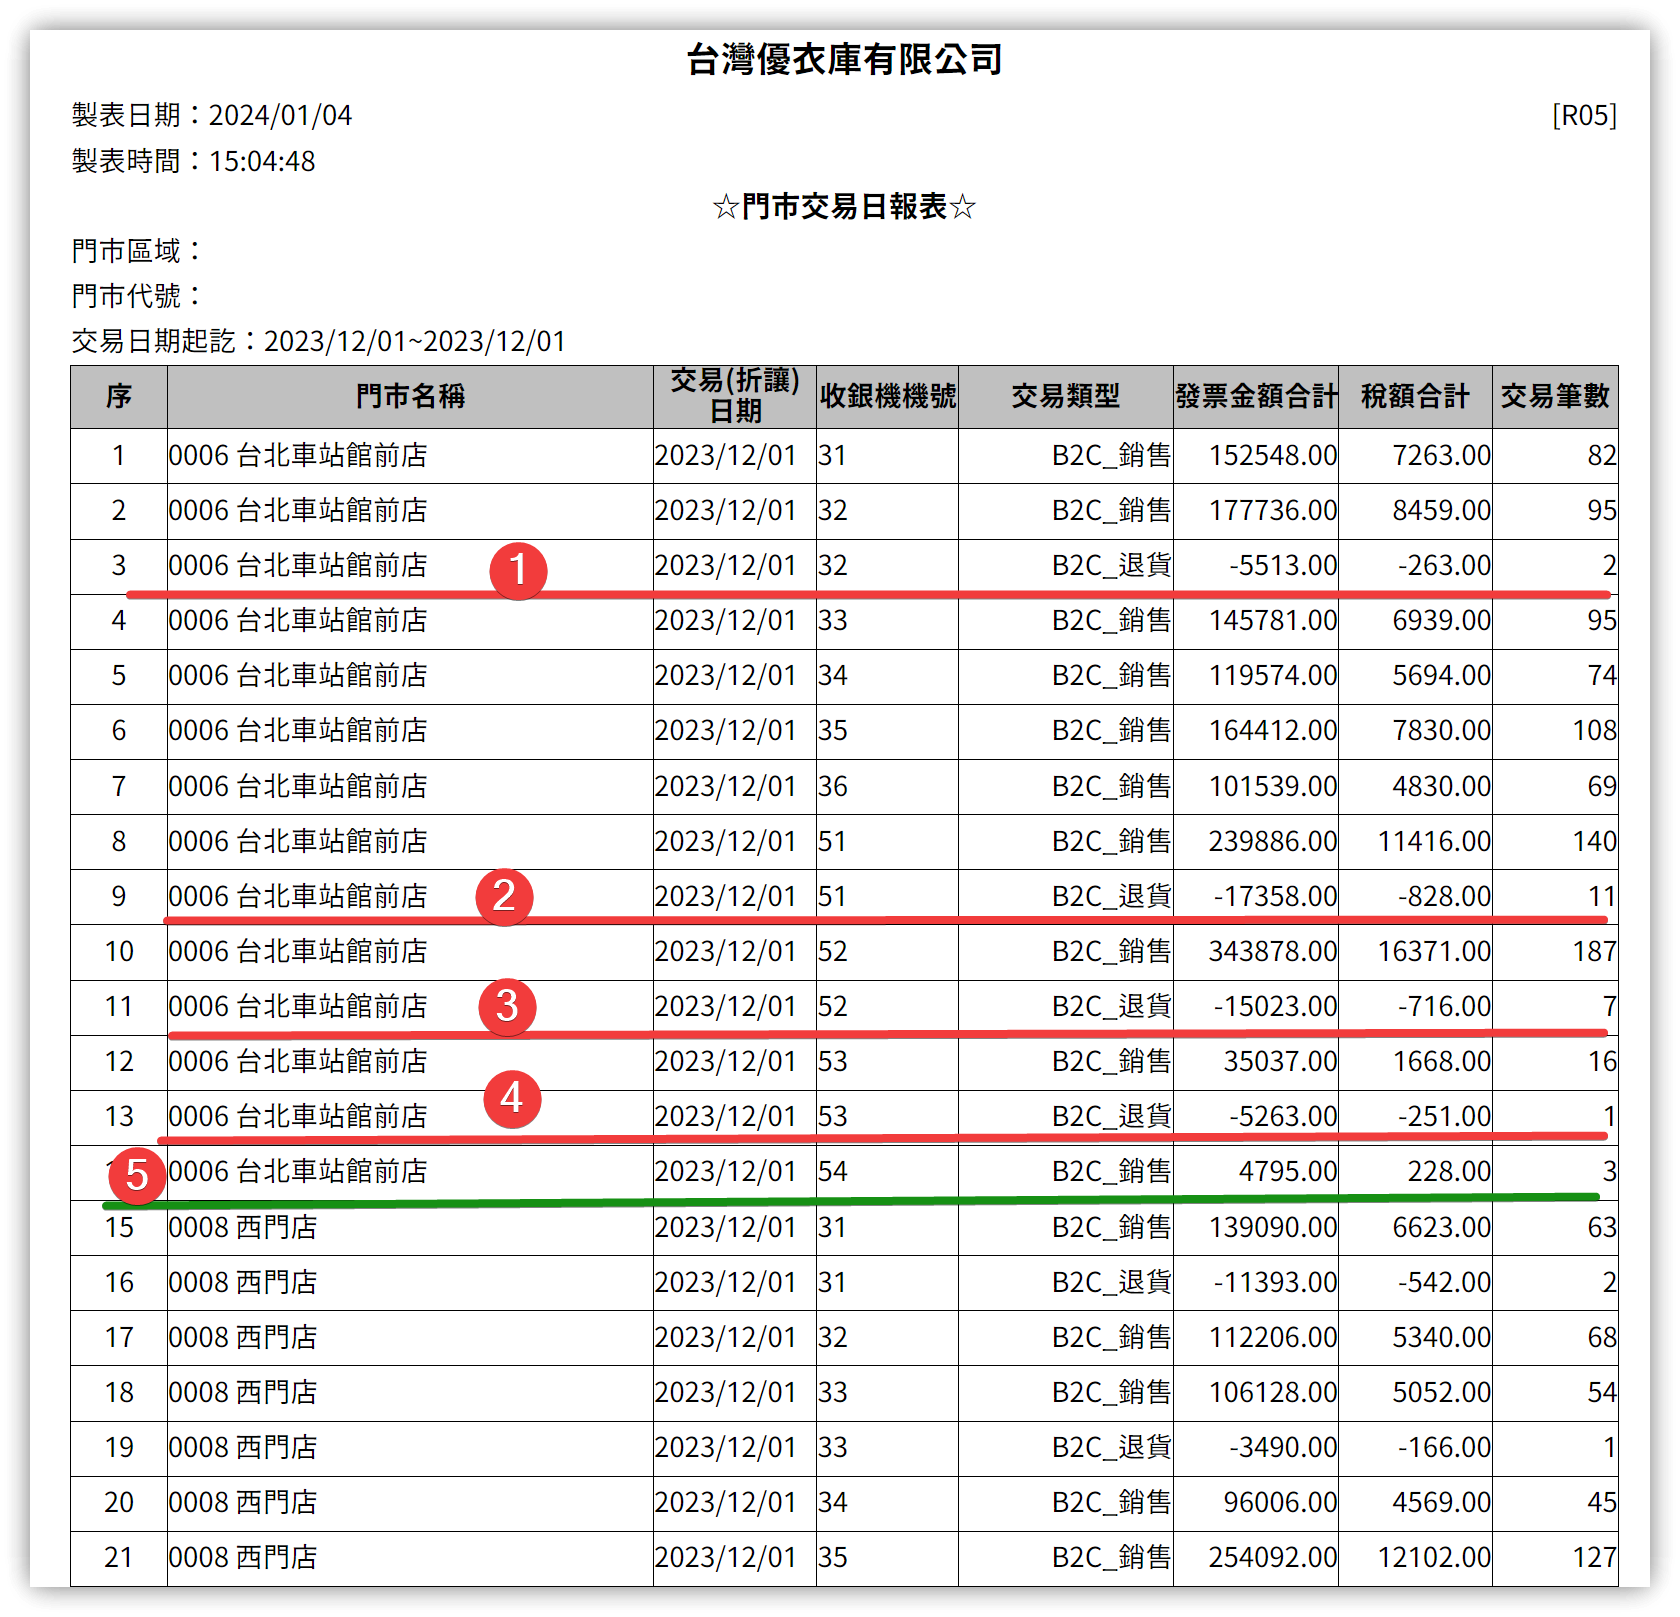 台灣優衣庫有限公司
製表日期：2024/01/04 [R05]
製表時間：15:04:48
☆門市交易日報表☆
門市區域：
門市代號：
交易日期起訖：2023/12/01~2023/12/01
序 門市名稱 交易(折讓)日期 收銀機機號 交易類型 發票金額合計 稅額合計 交易筆數
1 0006 台北車站館前店 2023/12/01 31 B2C_銷售 152548.00 7263.00 82
2 0006 台北車站館前店 2023/12/01 32 B2C_銷售 177736.00 8459.00 95
3 0006 台北車站館前店 1 2023/12/01 32 B2C_退貨 -5513.00 -263.00 2
4 0006 台北車站館前店 2023/12/01 33 B2C_銷售 145781.00 6939.00 95
5 0006 台北車站館前店 2023/12/01 34 B2C_銷售 119574.00 5694.00 74
6 0006 台北車站館前店 2023/12/01 35 B2C_銷售 164412.00 7830.00 108
7 0006 台北車站館前店 2023/12/01 36 B2C_銷售 101539.00 4830.00 69
8 0006 台北車站館前店 2023/12/01 51 B2C_銷售 239886.00 11416.00 140
9 0006 台北車站館前店 2 2023/12/01 51 B2C_退貨 -17358.00 -828.00 11
10 0006 台北車站館前店 2023/12/01 52 B2C_銷售 343878.00 16371.00 187
11 0006 台北車站館前店 3 2023/12/01 52 B2C_退貨 -15023.00 -716.00 7
12 0006 台北車站館前店 2023/12/01 53 B2C_銷售 35037.00 1668.00 16
13 0006 台北車站館前店 4 2023/12/01 53 B2C_退貨 -5263.00 -251.00 1
5 0006 台北車站館前店 2023/12/01 54 B2C_銷售 4795.00 228.00 3
15 0008 西門店 2023/12/01 31 B2C_銷售 139090.00 6623.00 63
16 0008 西門店 2023/12/01 31 B2C_退貨 -11393.00 -542.00 2
17 0008 西門店 2023/12/01 32 B2C_銷售 112206.00 5340.00 68
18 0008 西門店 2023/12/01 33 B2C_銷售 106128.00 5052.00 54
19 0008 西門店 2023/12/01 33 B2C_退貨 -3490.00 -166.00 1
20 0008 西門店 2023/12/01 34 B2C_銷售 96006.00 4569.00 45
21 0008 西門店 2023/12/01 35 B2C_銷售 254092.00 12102.00 127